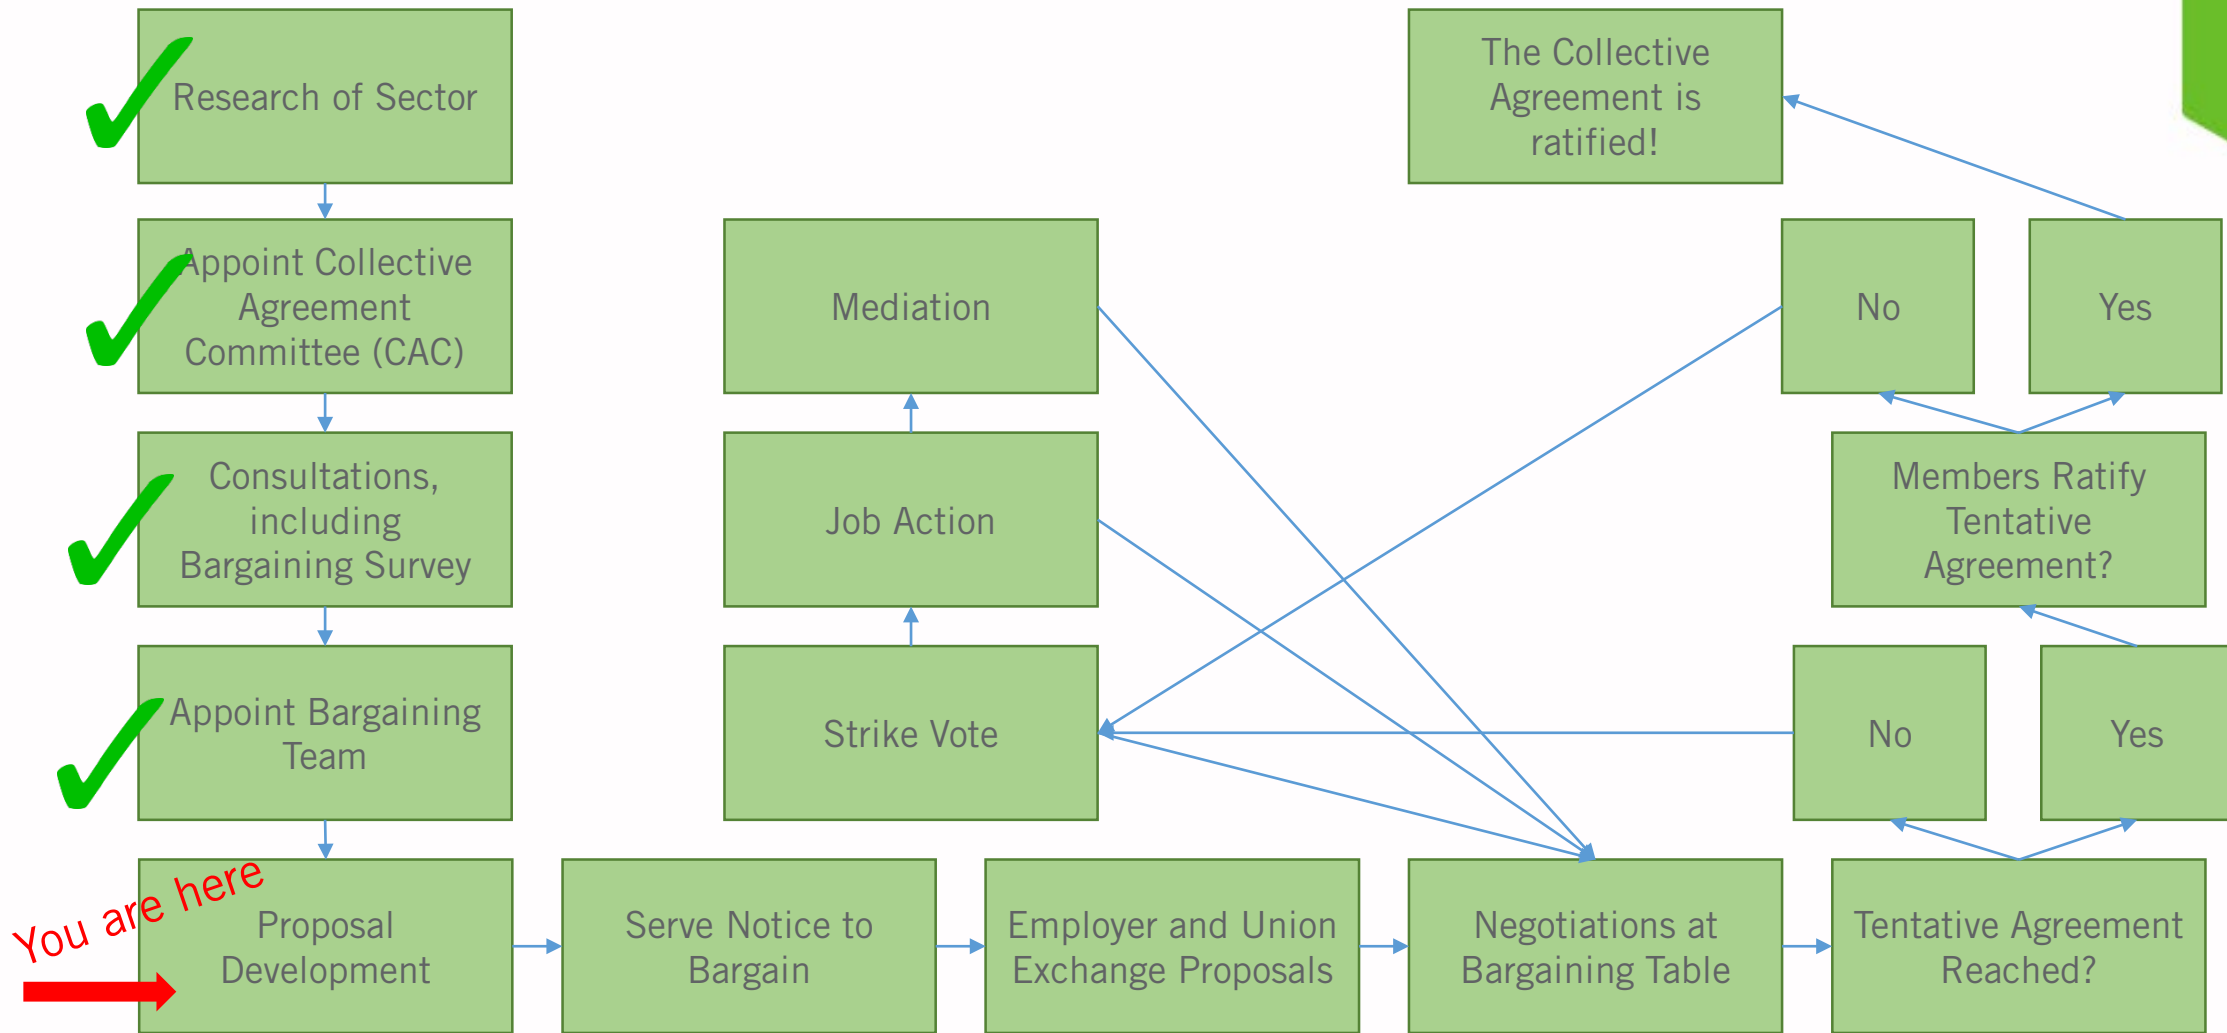 Research of Sector
Appoint Collective
Agreement
Committee (CAC)
Consultations,
including
Bargaining Survey
Appoint Bargaining
Team
You are here
Proposal
Development
Serve Notice to
Bargain
Employer and Union
Exchange Proposals
Negotiations at
Bargaining Table
Tentative Agreement
Reached?
No
Yes
Strike Vote
Job Action
Mediation
Members Ratify
Tentative
Agreement?
No
Yes
The Collective
Agreement is
ratified!